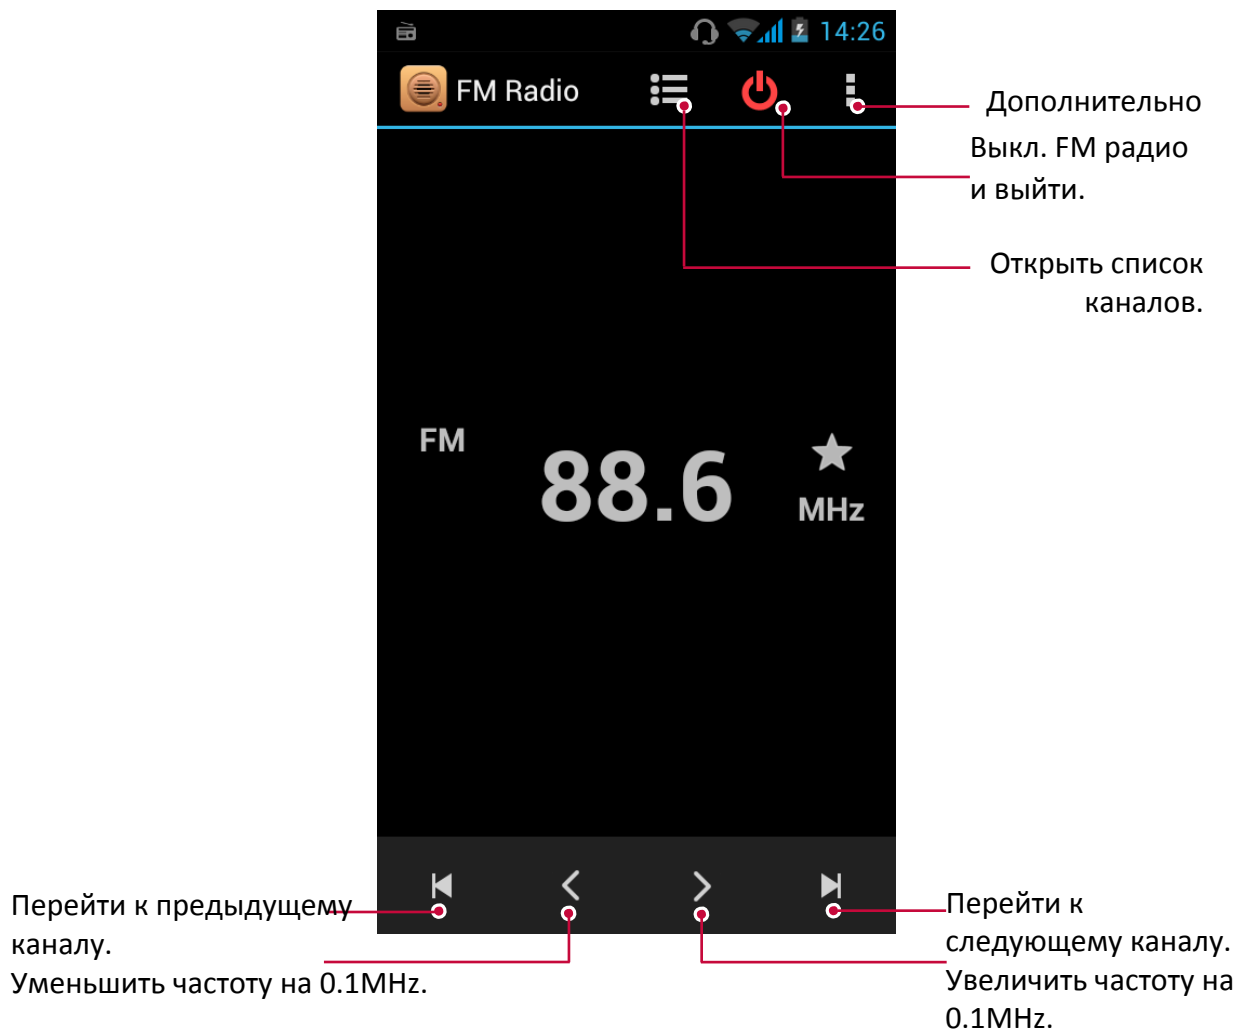 14:26
FM Radio
Дополнительно
Выкл. FM радио
и выйти.
Открыть список
каналов.
FM
88.6
MHz
Перейти к предыдущему
каналу.
Уменьшить частоту на 0.1MHz.
Перейти к
следующему каналу.
Увеличить частоту на
0.1MHz.